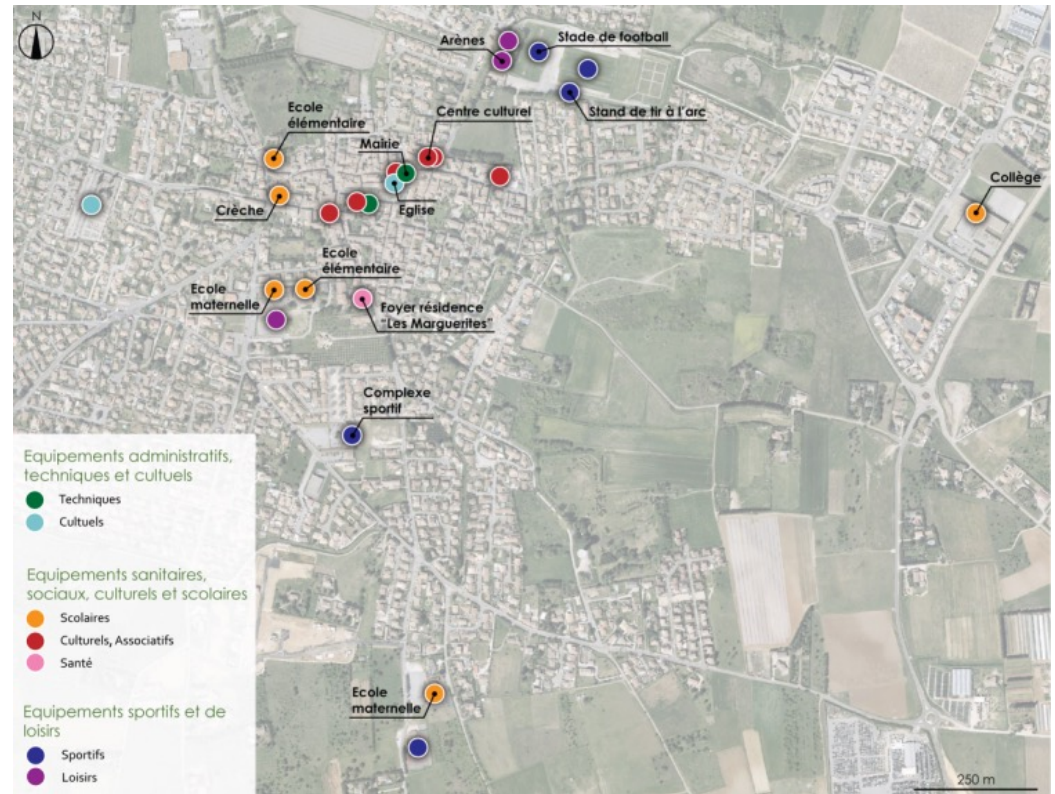 N
Arènes
Stade de football
Stand de tir à l'arc
Ecole
élémentaire
Centre culturel
Mairie
Collège
Crèche
Eglise
Ecole
élémentaire
Ecole
maternelle
Foyer résidence
"Les Marguerites"
Complexe
sportif
Equipements administratifs,
techniques et cultuels
Techniques
Cultuels
Equipements sanitaires,
sociaux, culturels et scolaires
Scolaires
Culturels, Associatifs
Santé
Equipements sportifs et de
loisirs
Sportifs
Loisirs
Ecole
maternelle
250 m